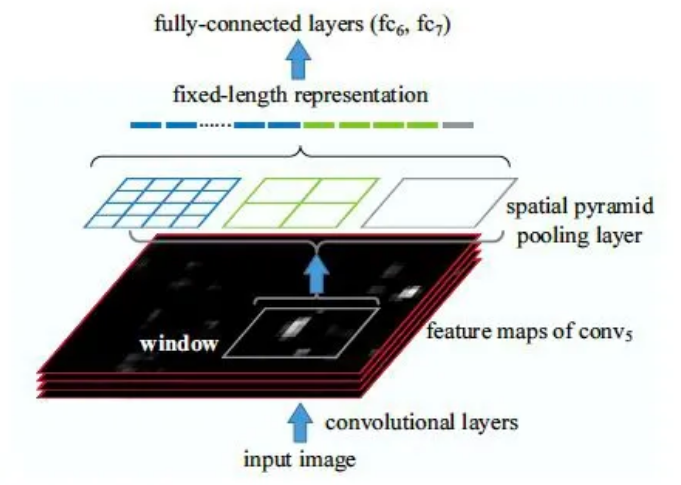 fully-connected layers (fc₆, fc₇)
fixed-length representation
spatial pyramid
pooling layer
window
feature maps of conv₅
convolutional layers
input image